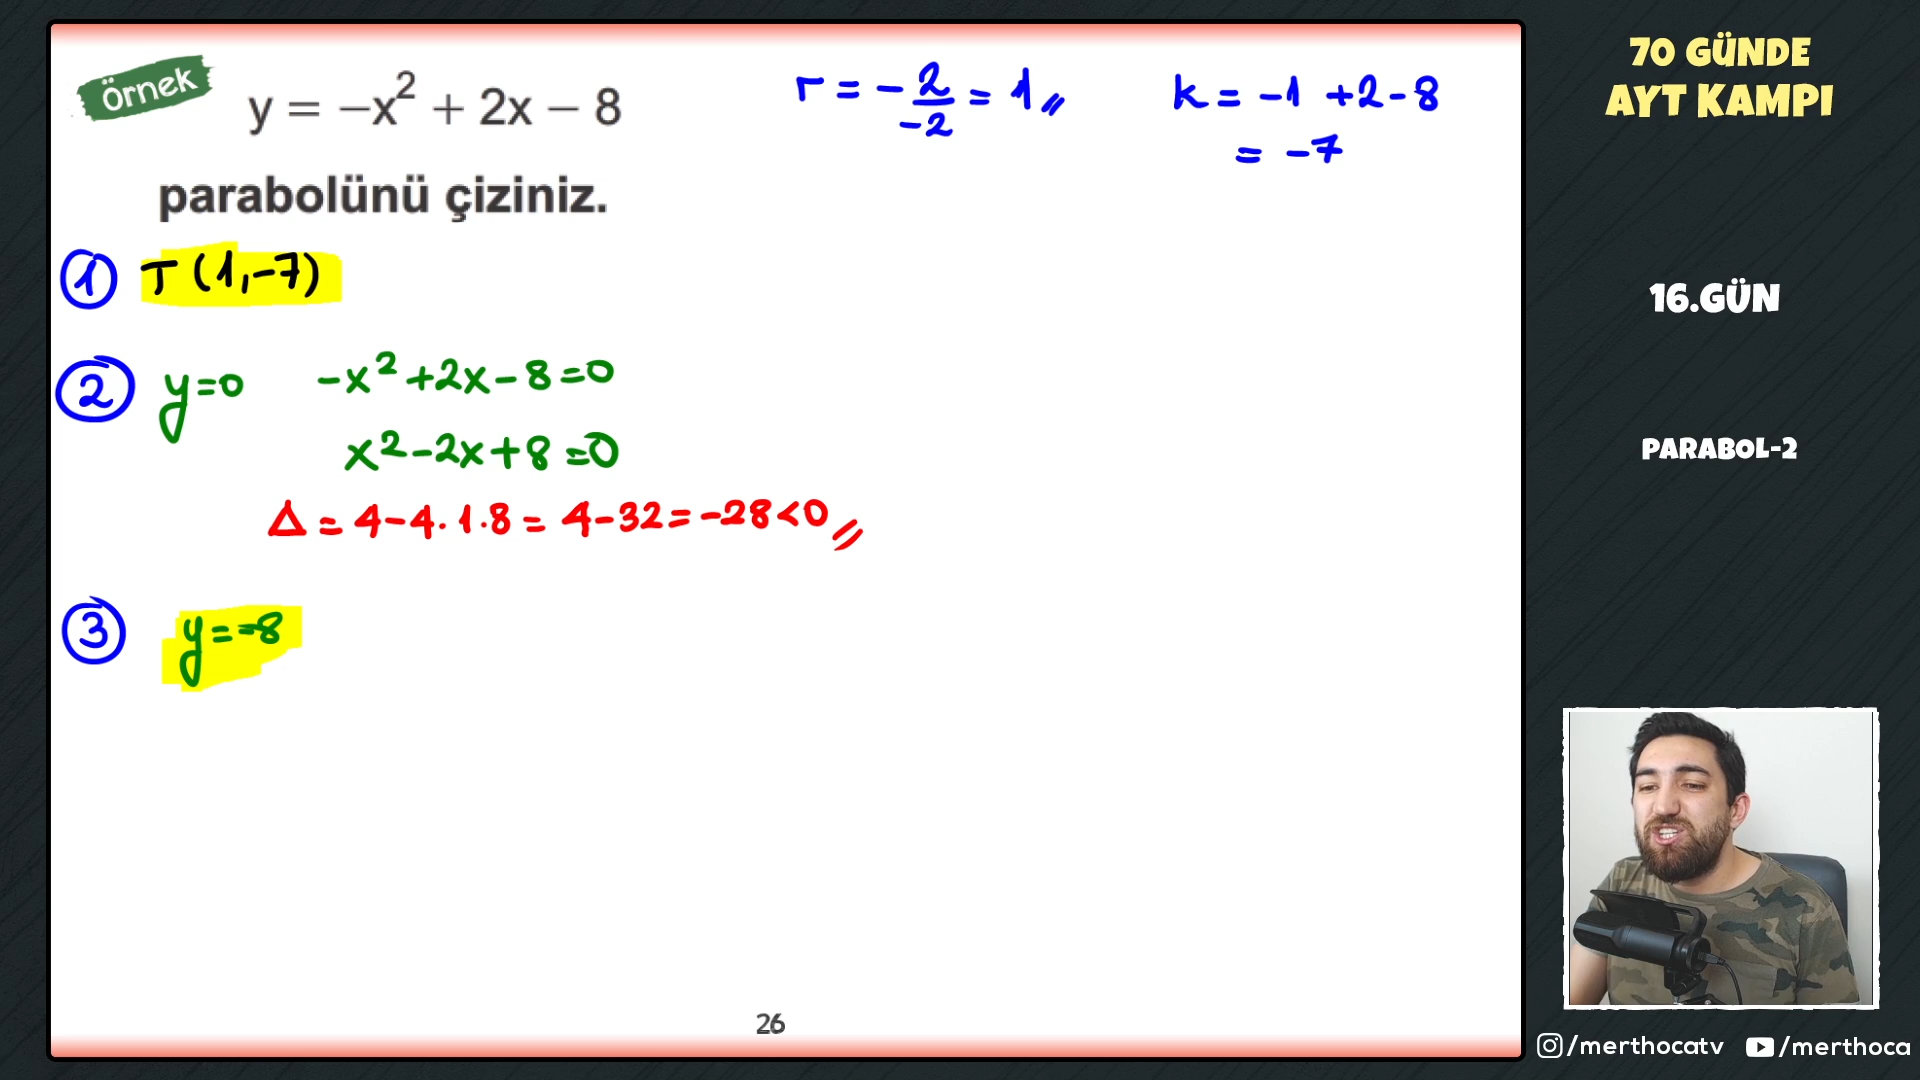 Örnek
y = −x² + 2x − 8
parabolünü çiziniz.
r = -2/-2 = 1
k = -1 +2-8
= -7
1 T (1,-7)
2 y=0 -x²+2x-8=0
x²-2x+8=0
Δ = 4-4.1.8 = 4-32 = -28<0
3 y=-8
26
70 GÜNDE
AYT KAMPI
16.GÜN
PARABOL-2
/merthocatv /merthoca